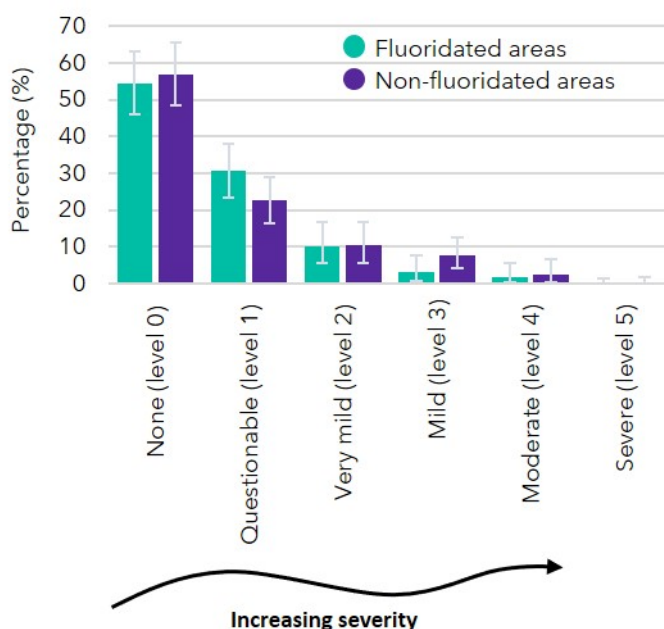 70
60
50
40
30
20
10
0
Percentage (%)
Fluoridated areas
Non-fluoridated areas
None (level 0)
Questionable (level 1)
Very mild (level 2)
Mild (level 3)
Moderate (level 4)
Severe (level 5)
Increasing severity